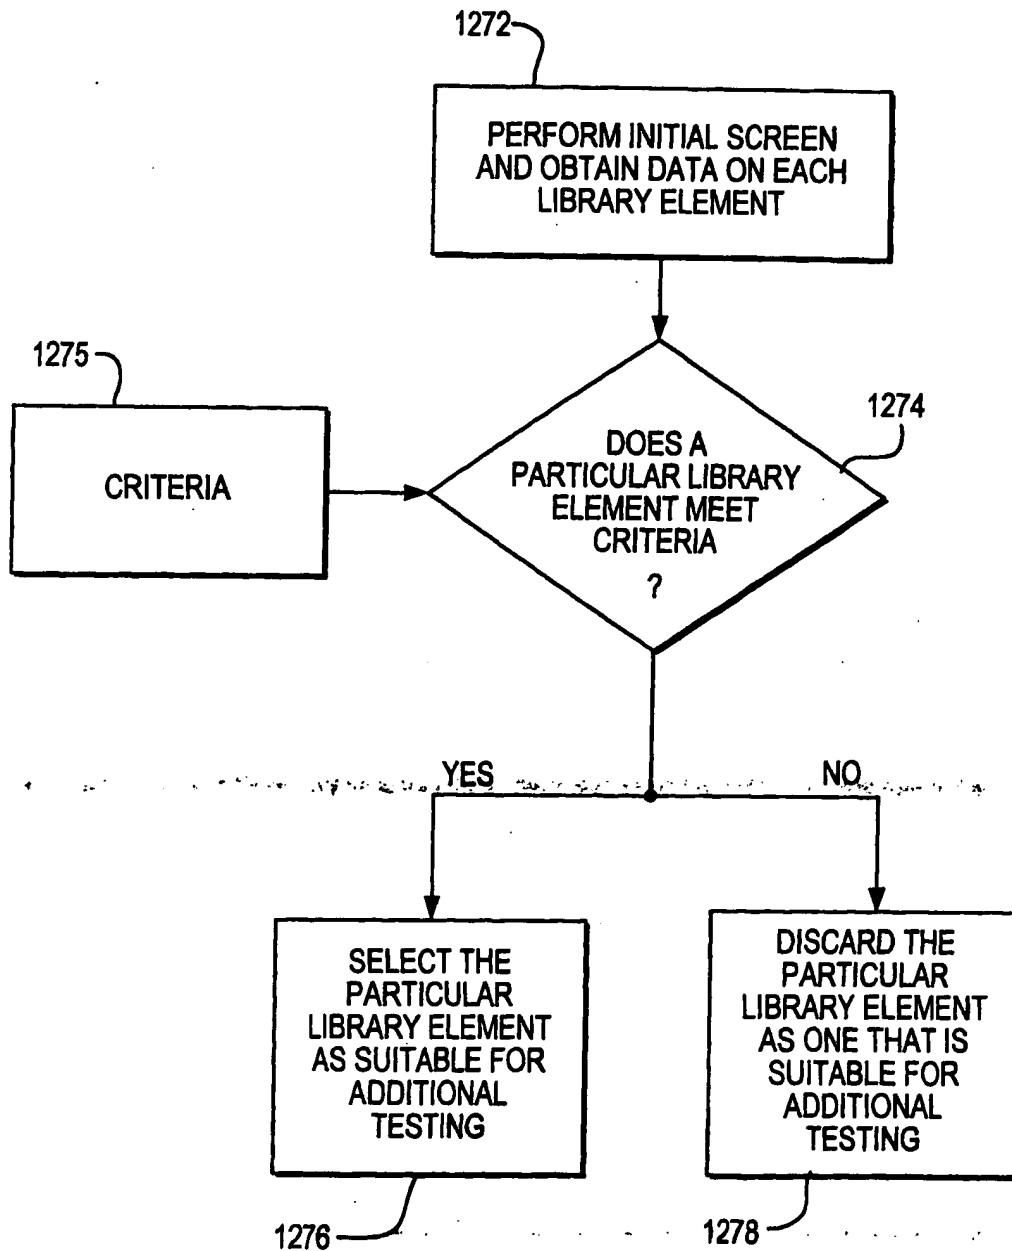 1272
PERFORM INITIAL SCREEN
AND OBTAIN DATA ON EACH
LIBRARY ELEMENT
1275
CRITERIA
1274
DOES A
PARTICULAR LIBRARY
ELEMENT MEET
CRITERIA
?
YES
NO
SELECT THE
PARTICULAR
LIBRARY ELEMENT
AS SUITABLE FOR
ADDITIONAL
TESTING
1276
DISCARD THE
PARTICULAR
LIBRARY ELEMENT
AS ONE THAT IS
SUITABLE FOR
ADDITIONAL
TESTING
1278